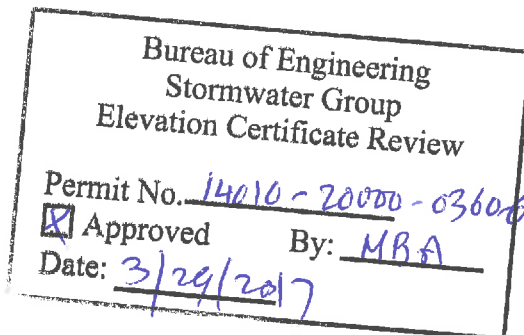 Bureau of Engineering
Stormwater Group
Elevation Certificate Review
Permit No. 14010-20000-03600
Approved By: MRA
Date: 3/29/2017